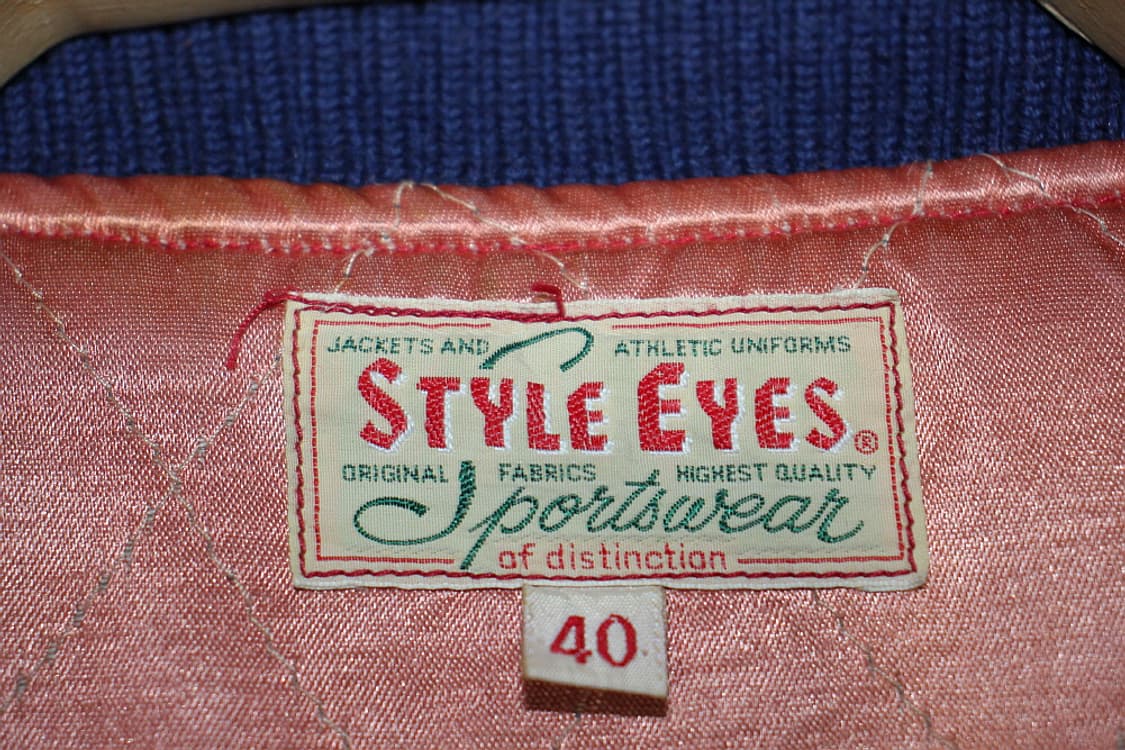 JACKETS AND ATHLETIC UNIFORMS
STYLE EYES®
ORIGINAL FABRICS HIGHEST QUALITY
Sportswear
of distinction
40